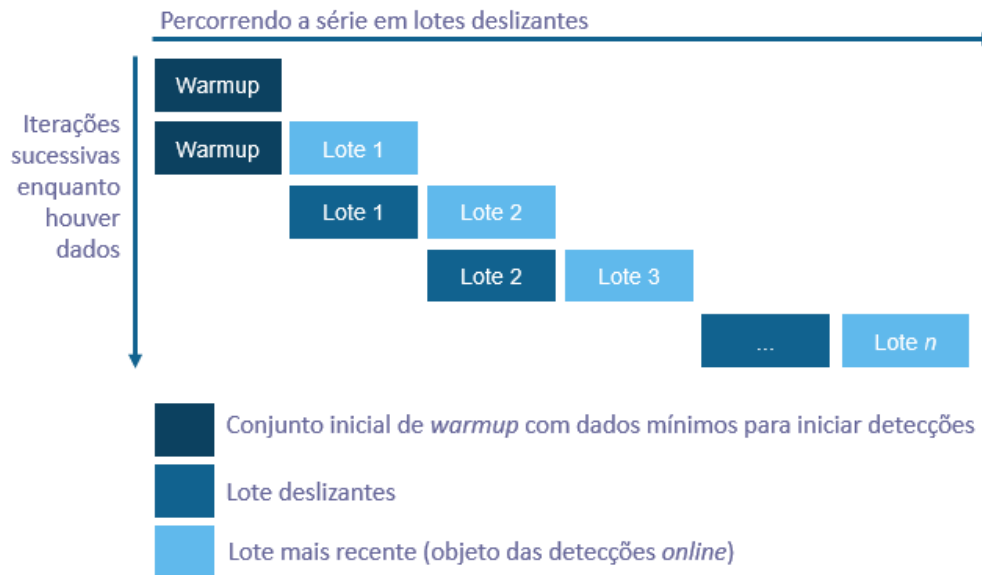 Percorrendo a série em lotes deslizantes
Iterações
sucessivas
enquanto
houver
dados
Warmup
Warmup
Lote 1
Lote 1
Lote 2
Lote 2
Lote 3
...
Lote n
Conjunto inicial de warmup com dados mínimos para iniciar detecções
Lote deslizantes
Lote mais recente (objeto das detecções online)